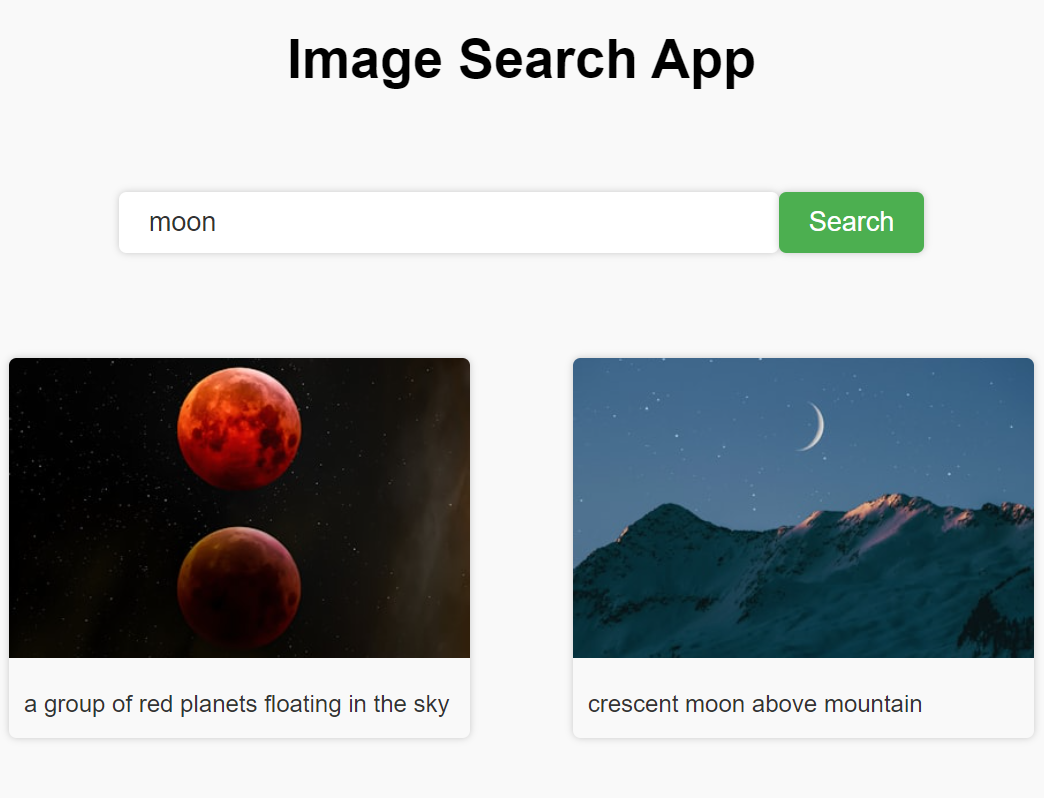 Image Search App
moon
Search
a group of red planets floating in the sky
crescent moon above mountain